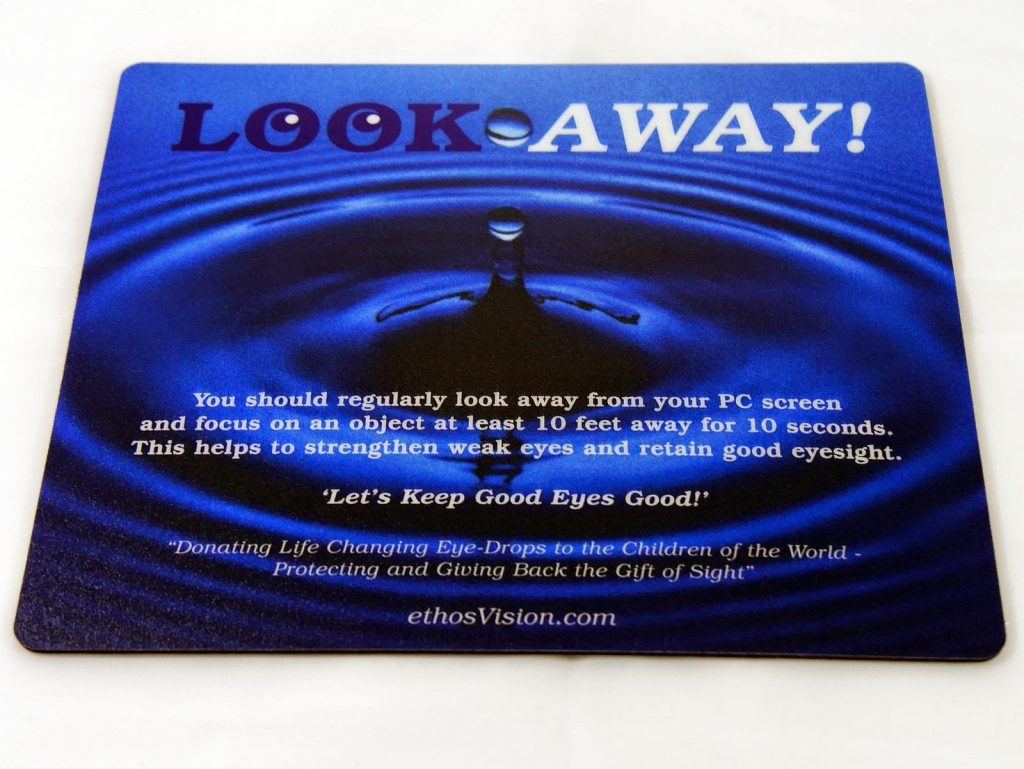 LOOK AWAY!
You should regularly look away from your PC screen
and focus on an object at least 10 feet away for 10 seconds.
This helps to strengthen weak eyes and retain good eyesight.
‘Let’s Keep Good Eyes Good!’
“Donating Life Changing Eye-Drops to the Children of the World -
Protecting and Giving Back the Gift of Sight”
ethosVision.com